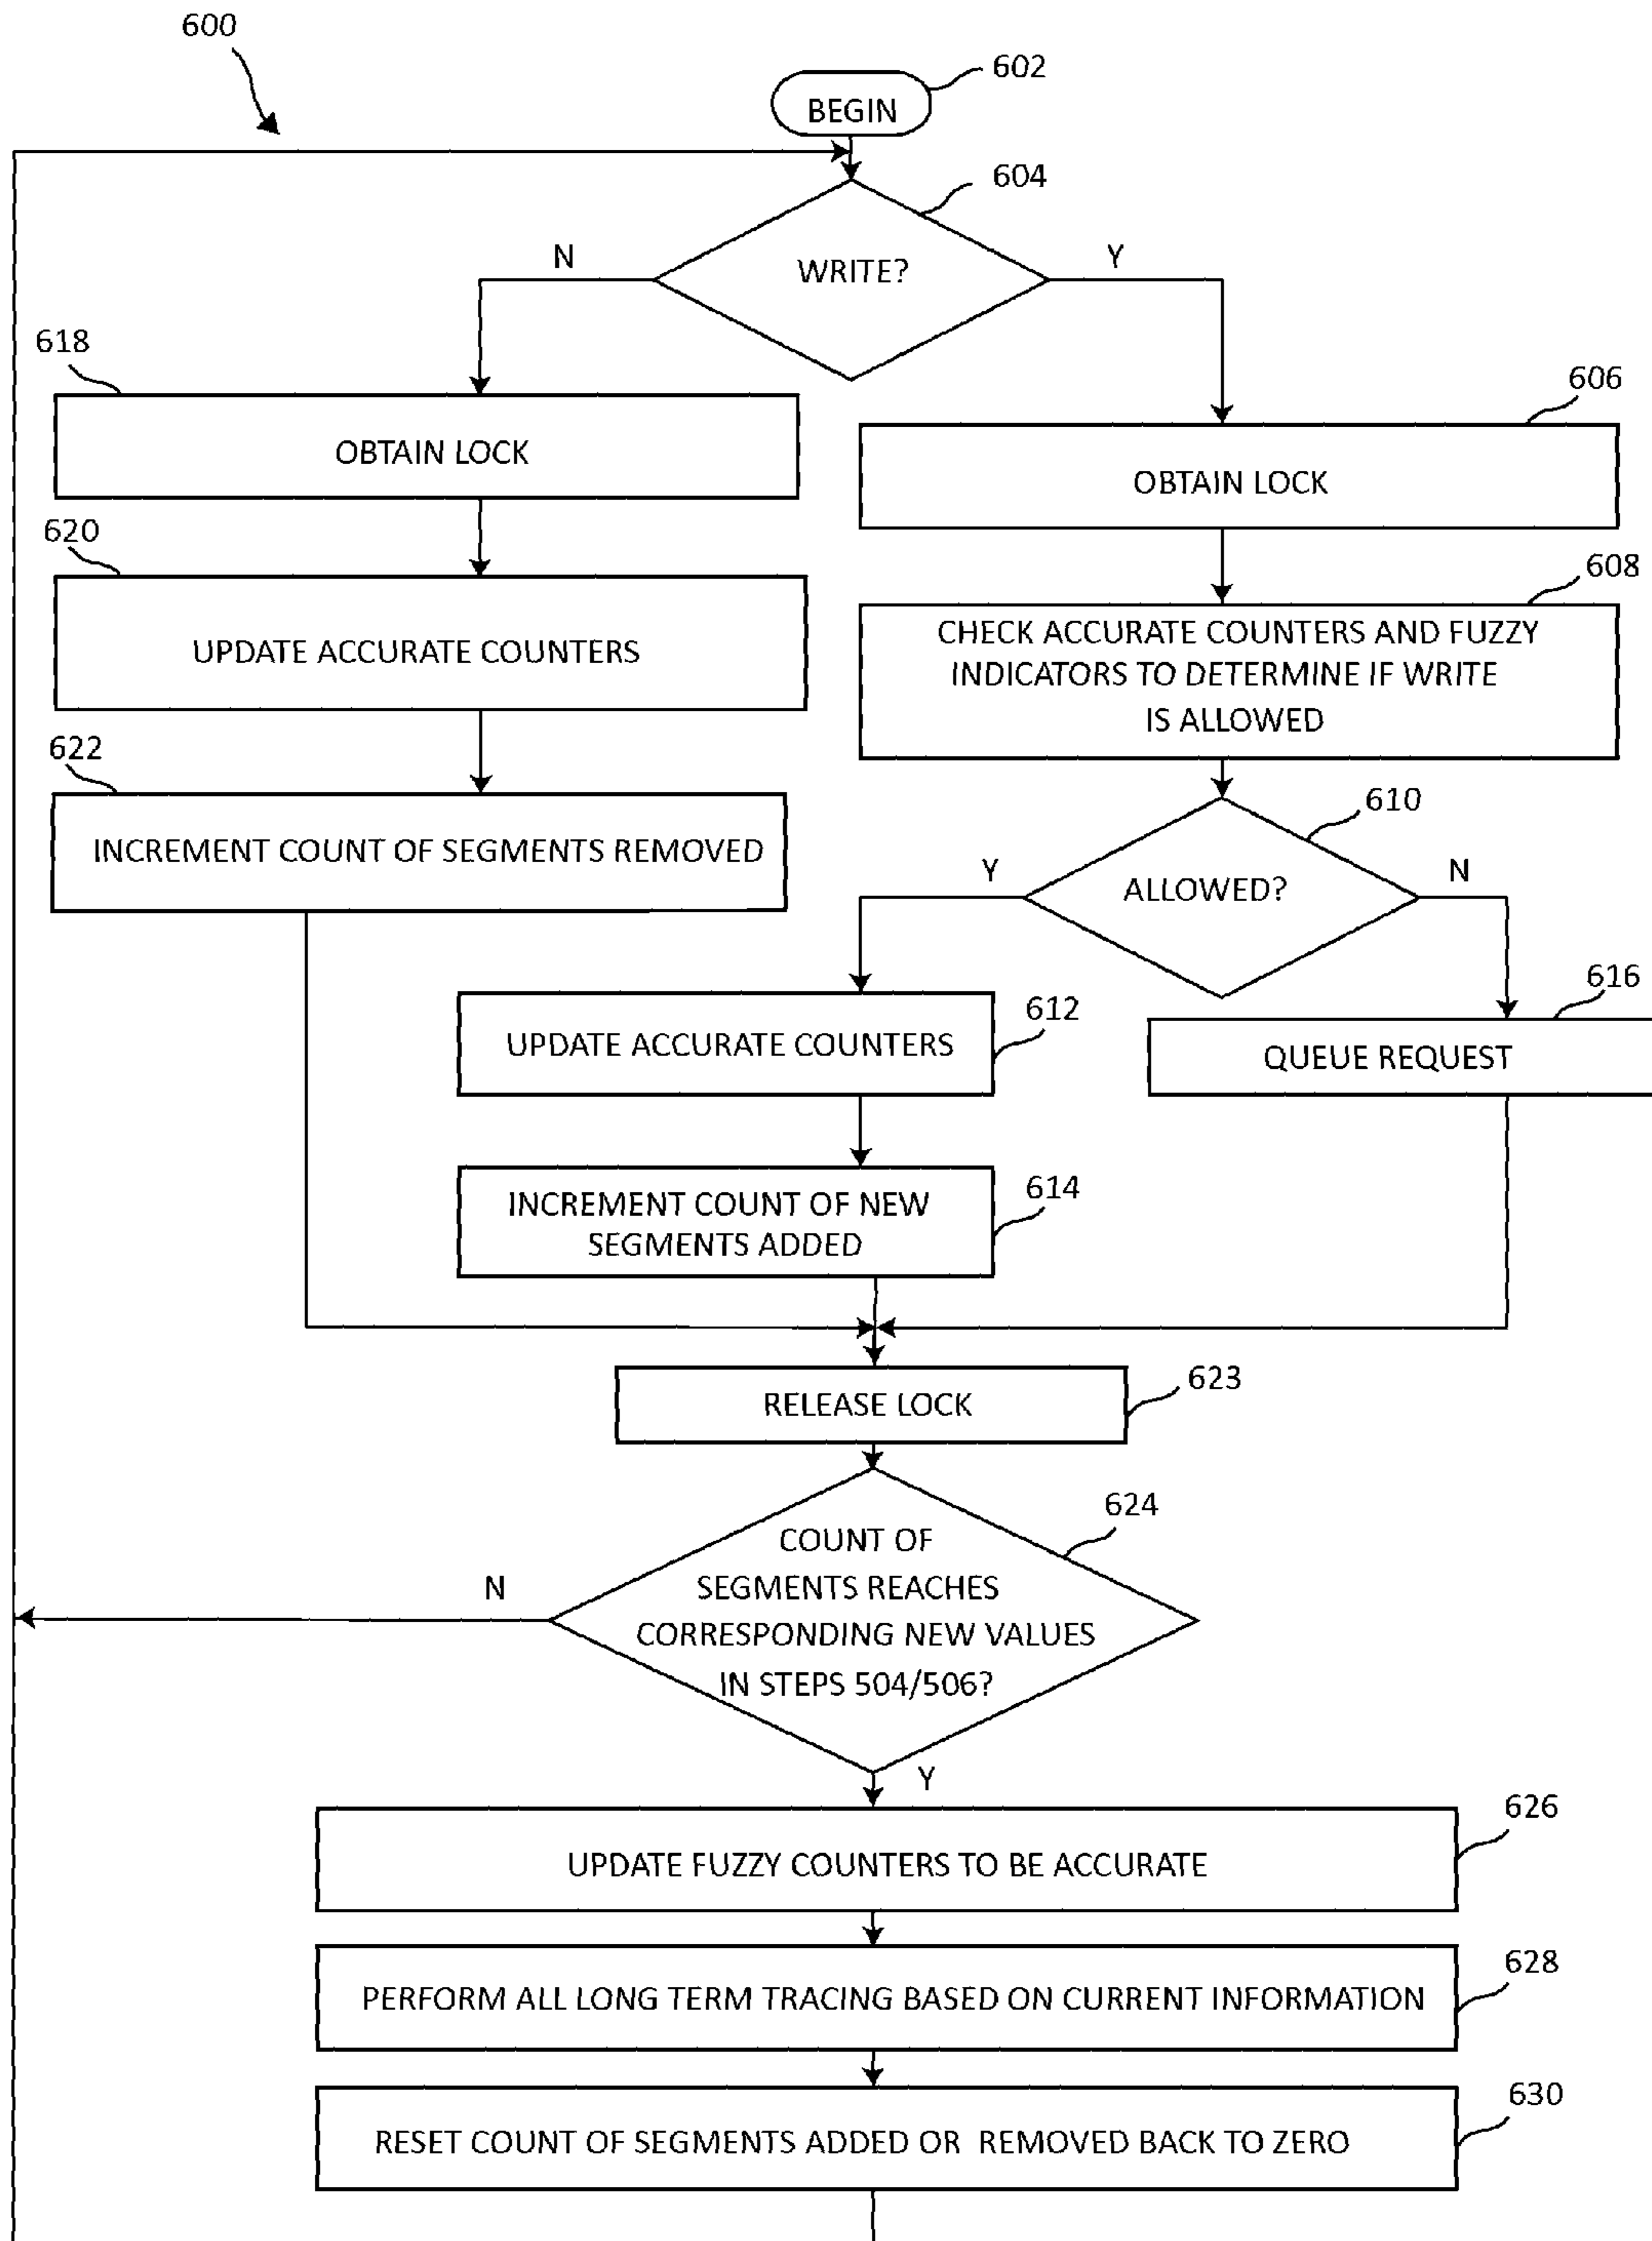 600
602
BEGIN
604
WRITE?
N
Y
618
OBTAIN LOCK
606
OBTAIN LOCK
620
UPDATE ACCURATE COUNTERS
608
CHECK ACCURATE COUNTERS AND FUZZY
INDICATORS TO DETERMINE IF WRITE
IS ALLOWED
622
INCREMENT COUNT OF SEGMENTS REMOVED
610
ALLOWED?
Y
N
612
UPDATE ACCURATE COUNTERS
616
QUEUE REQUEST
614
INCREMENT COUNT OF NEW
SEGMENTS ADDED
623
RELEASE LOCK
624
COUNT OF
SEGMENTS REACHES
CORRESPONDING NEW VALUES
IN STEPS 504/506?
N
Y
626
UPDATE FUZZY COUNTERS TO BE ACCURATE
628
PERFORM ALL LONG TERM TRACING BASED ON CURRENT INFORMATION
630
RESET COUNT OF SEGMENTS ADDED OR REMOVED BACK TO ZERO